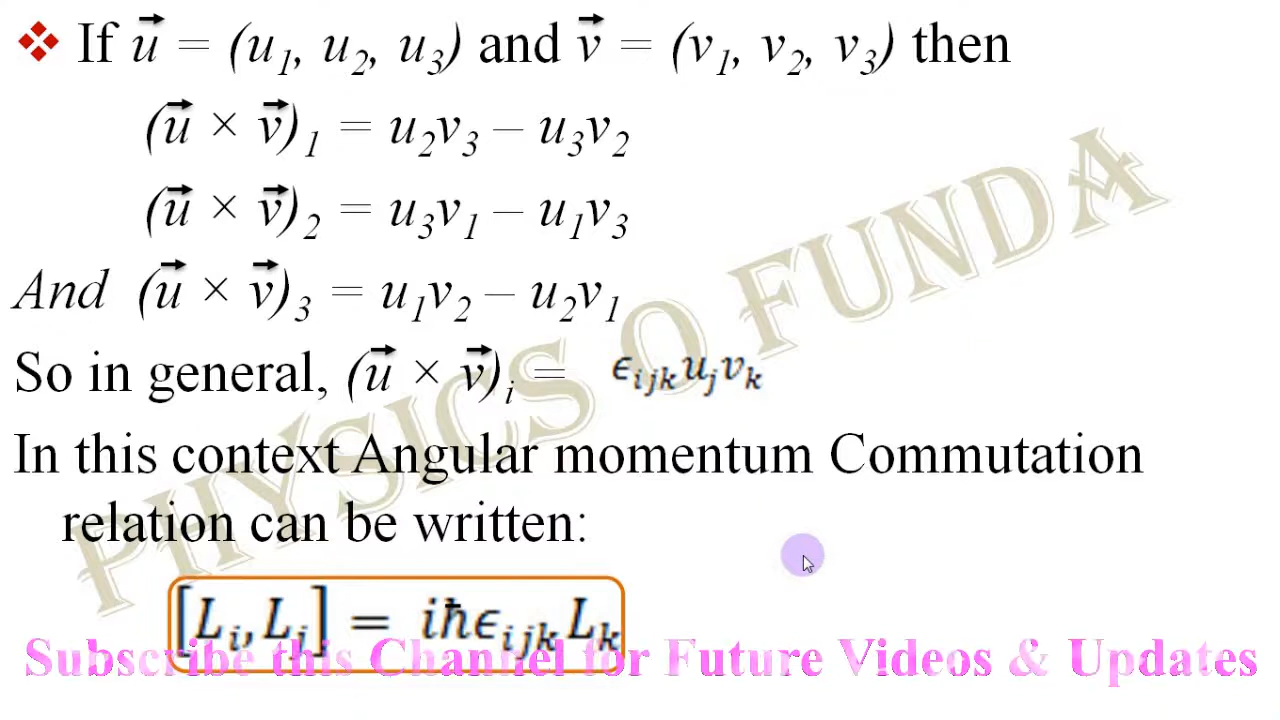 ❖ If u⃗ = (u₁, u₂, u₃) and v⃗ = (v₁, v₂, v₃) then
(u⃗ × v⃗)₁ = u₂v₃ – u₃v₂
(u⃗ × v⃗)₂ = u₃v₁ – u₁v₃
And (u⃗ × v⃗)₃ = u₁v₂ – u₂v₁
So in general, (u⃗ × v⃗)ᵢ = ϵᵢⱼₖuⱼvₖ
In this context Angular momentum Commutation
relation can be written:
[Lᵢ, Lⱼ] = iħϵᵢⱼₖLₖ
Subscribe this Channel for Future Videos & Updates
PHYSICS O FUNDA